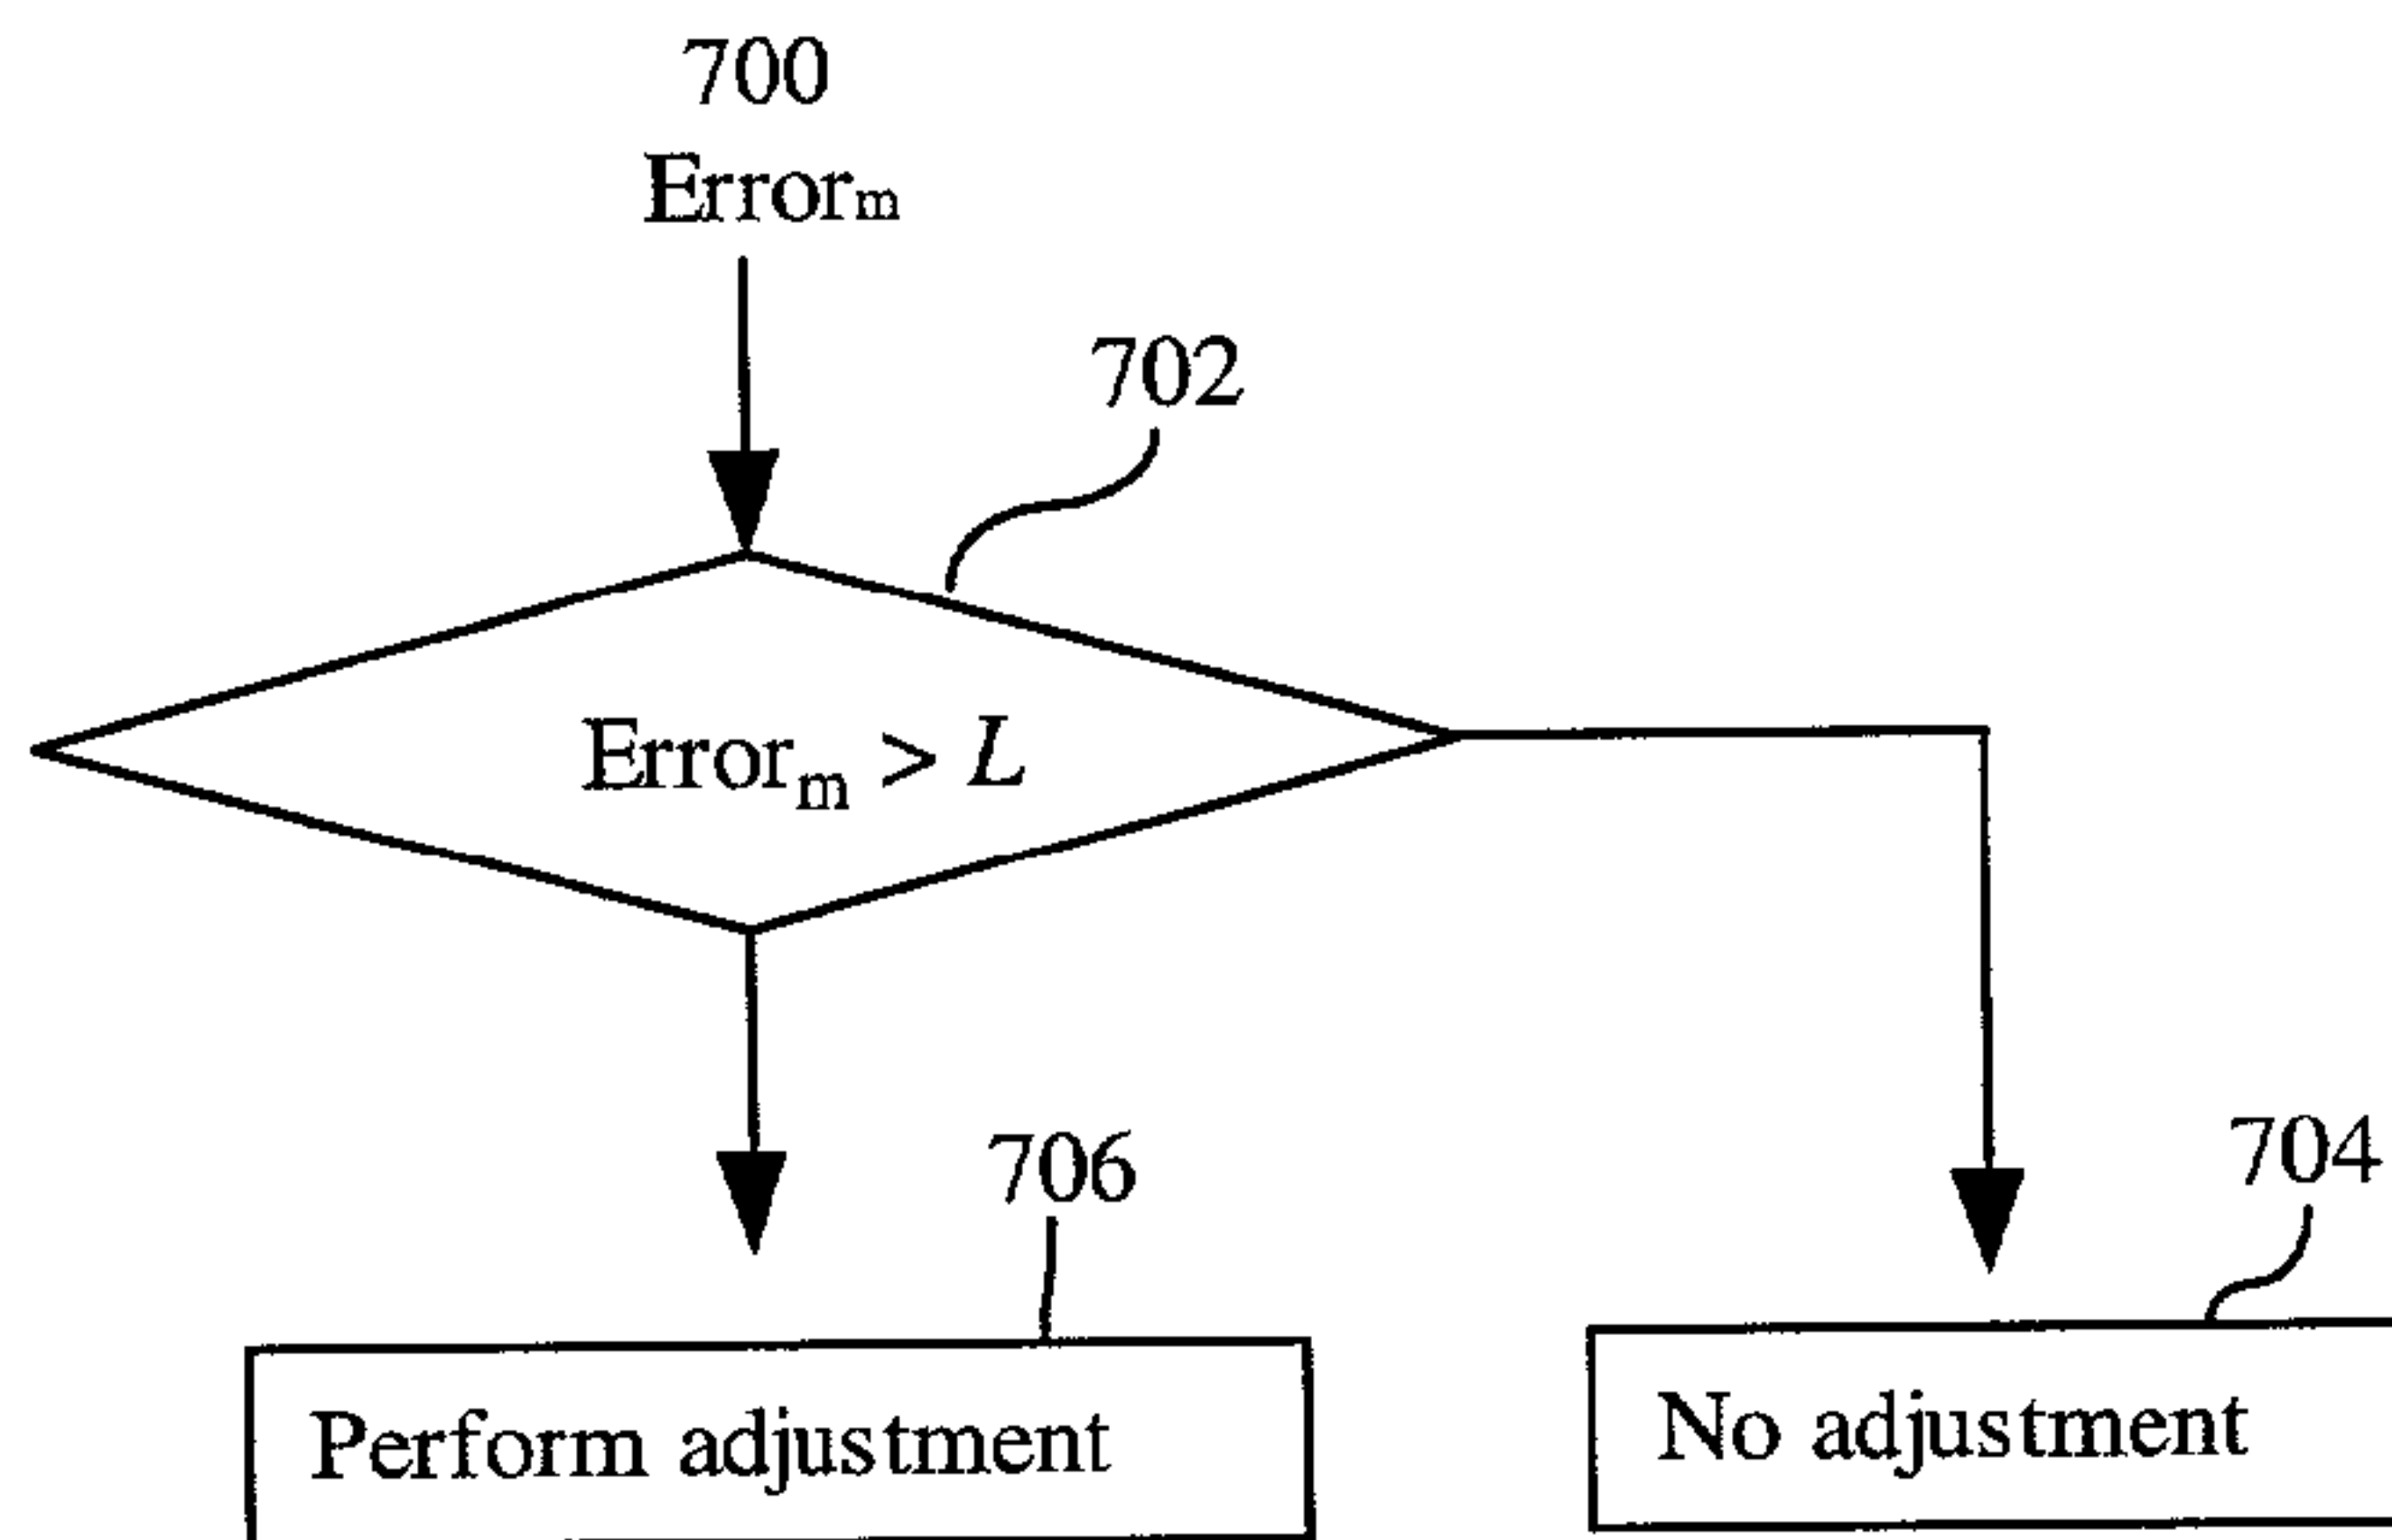 700
Errorm
702
Errorm > L
706
704
Perform adjustment
No adjustment